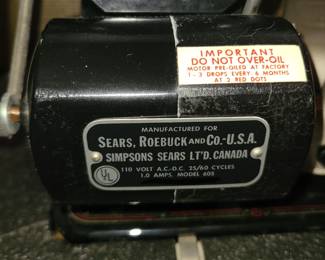 IMPORTANT
DO NOT OVER-OIL
MOTOR PRE-OILED AT FACTORY
1 - 3 DROPS EVERY 6 MONTHS
AT 2 RED DOTS
MANUFACTURED FOR
SEARS, ROEBUCK AND CO.-U.S.A.
SIMPSONS SEARS LT'D. CANADA
110 VOLT A.C.-D.C. 25/60 CYCLES
1.0 AMPS. MODEL 60B
UL